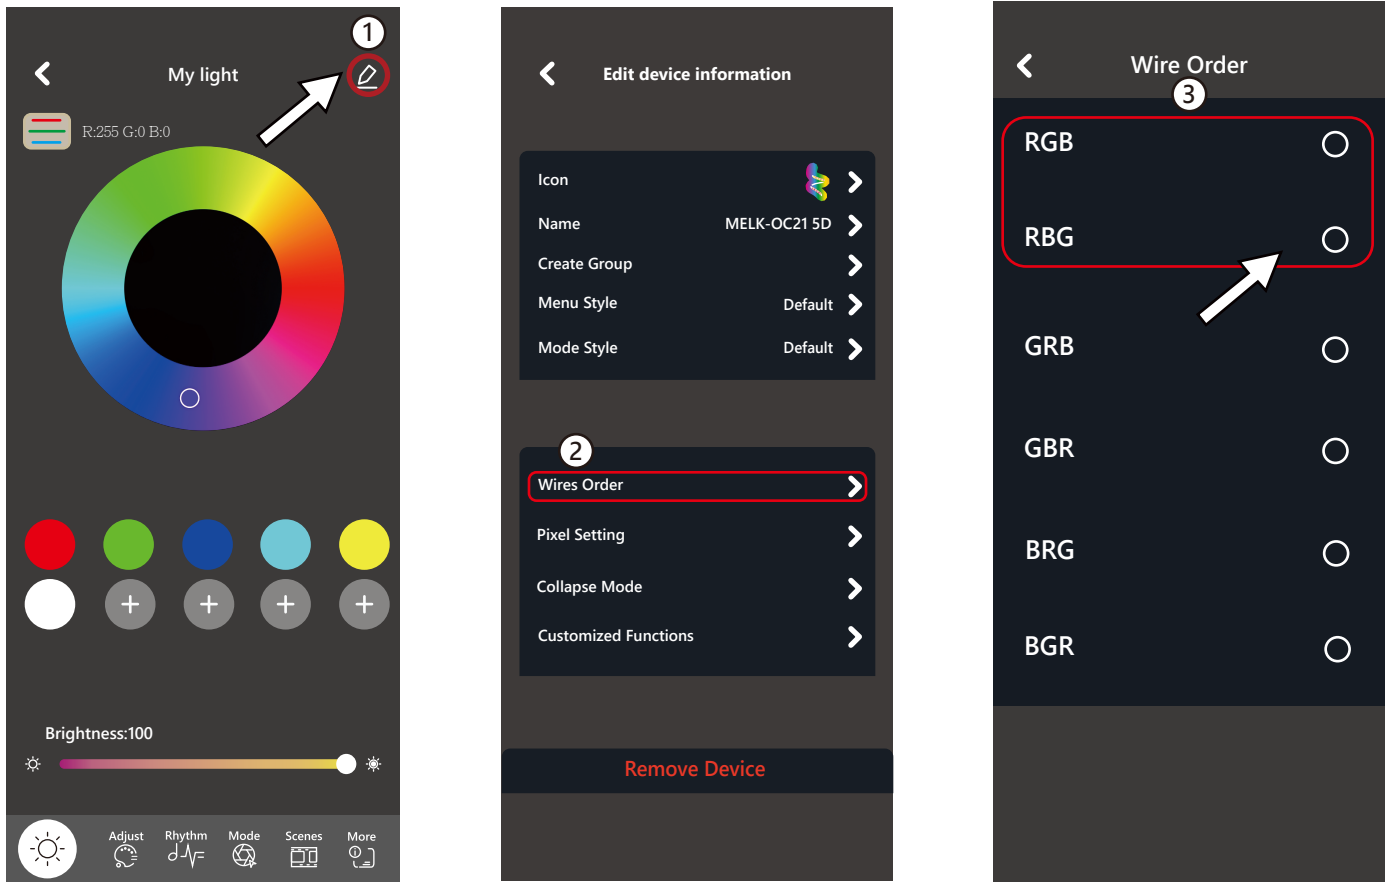 1
My light
R:255 G:0 B:0
Brightness:100
Adjust
Rhythm
Mode
Scenes
More
Edit device information
Icon
Name MELK-OC21 5D
Create Group
Menu Style Default
Mode Style Default
2
Wires Order
Pixel Setting
Collapse Mode
Customized Functions
Remove Device
Wire Order
3
RGB
RBG
GRB
GBR
BRG
BGR